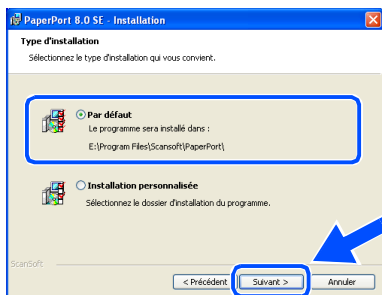 PaperPort 8.0 SE - Installation
Type d'installation
Sélectionnez le type d'installation qui vous convient.
Par défaut
Le programme sera installé dans :
E:\Program Files\Scansoft\PaperPort\
Installation personnalisée
Sélectionnez le dossier d'installation du programme.
ScanSoft
< Précédent
Suivant >
Annuler